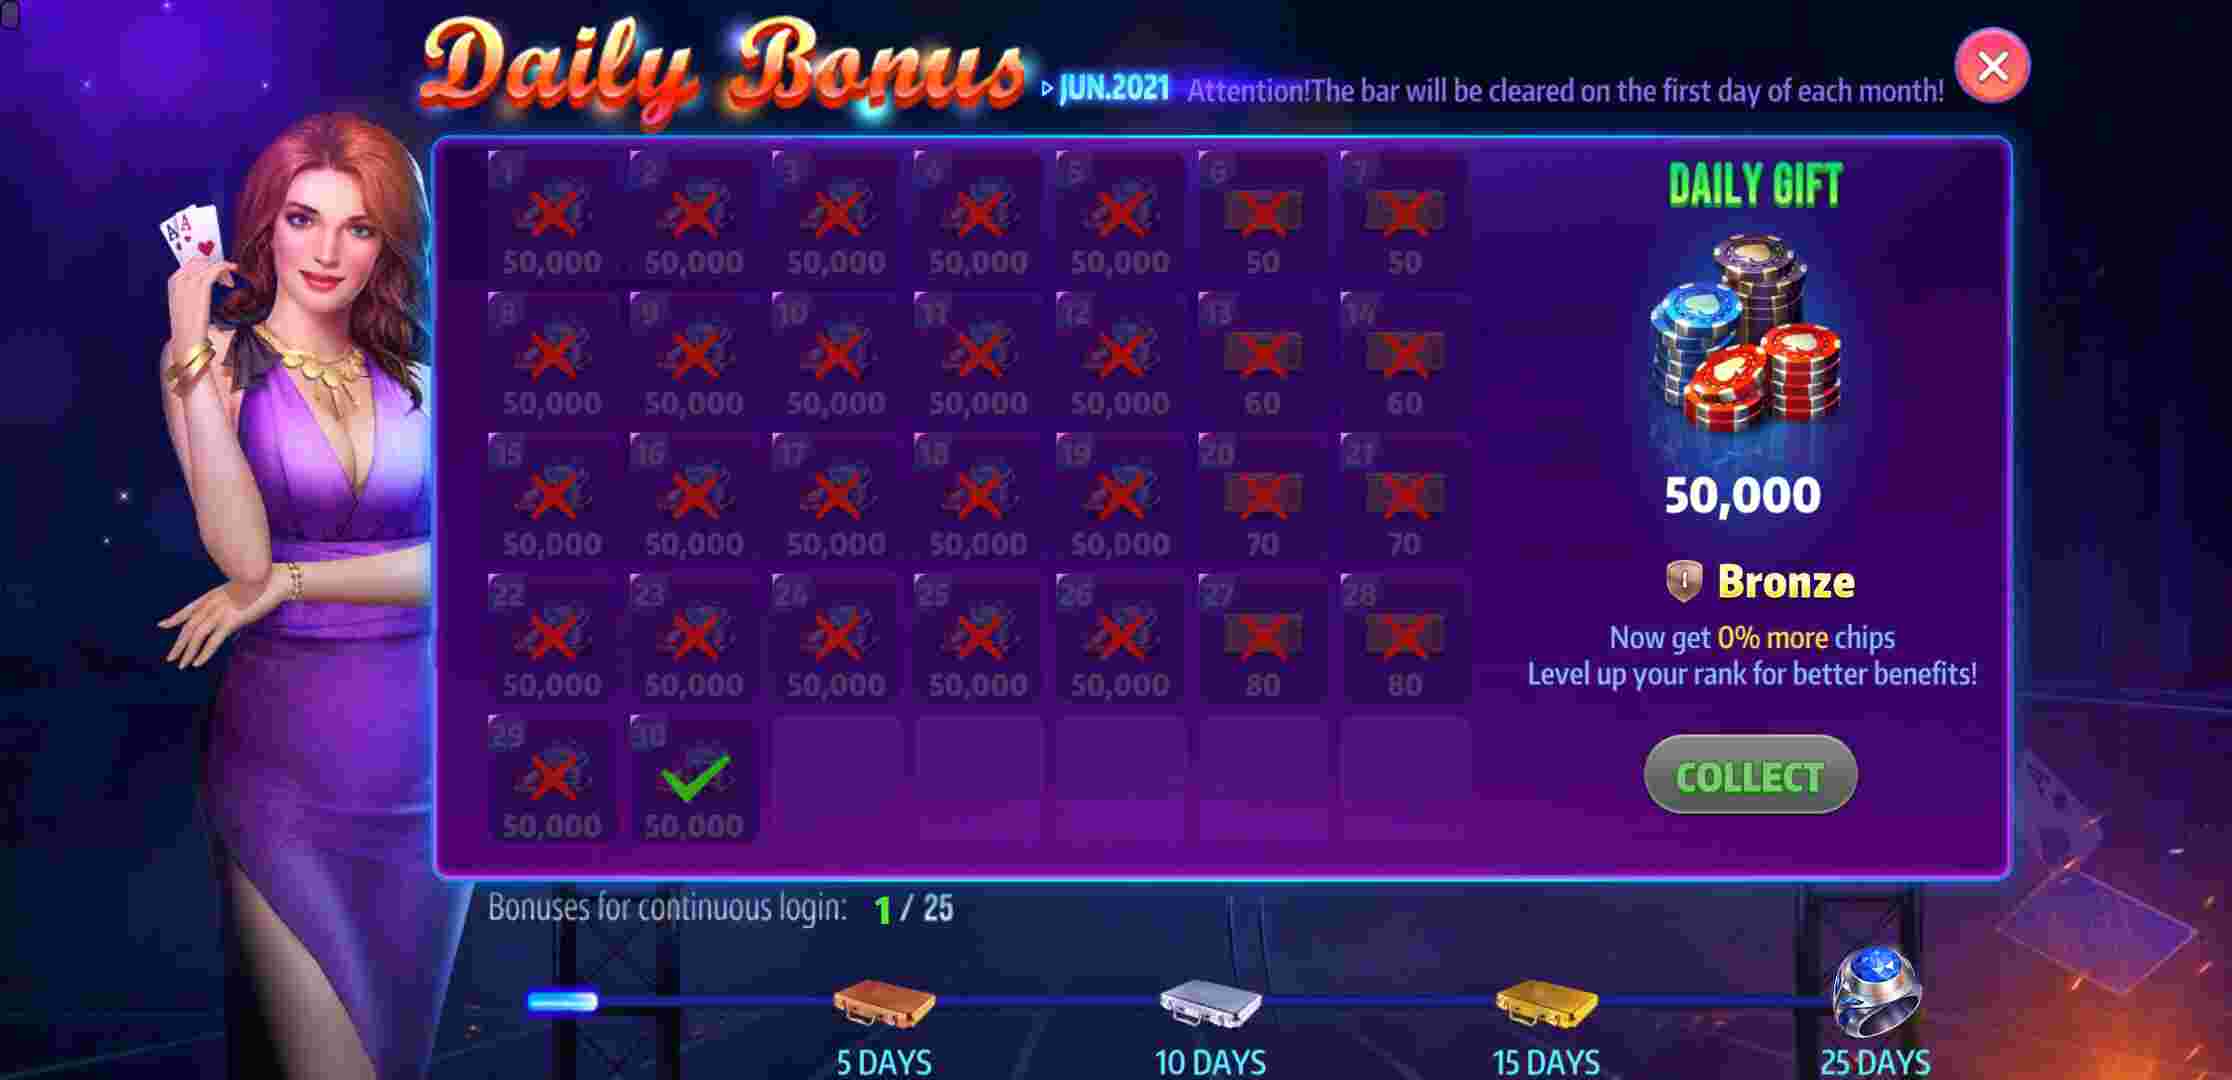 Daily Bonus
JUN.2021
Attention!The bar will be cleared on the first day of each month!
1 2 3 4 5 6 7
50,000 50,000 50,000 50,000 50,000 50 50
8 9 10 11 12 13 14
50,000 50,000 50,000 50,000 50,000 60 60
15 16 17 18 19 20 21
50,000 50,000 50,000 50,000 50,000 70 70
22 23 24 25 26 27 28
50,000 50,000 50,000 50,000 50,000 80 80
29 30
50,000 50,000
DAILY GIFT
50,000
Bronze
Now get 0% more chips
Level up your rank for better benefits!
COLLECT
Bonuses for continuous login: 1 / 25
5 DAYS 10 DAYS 15 DAYS 25 DAYS
A A